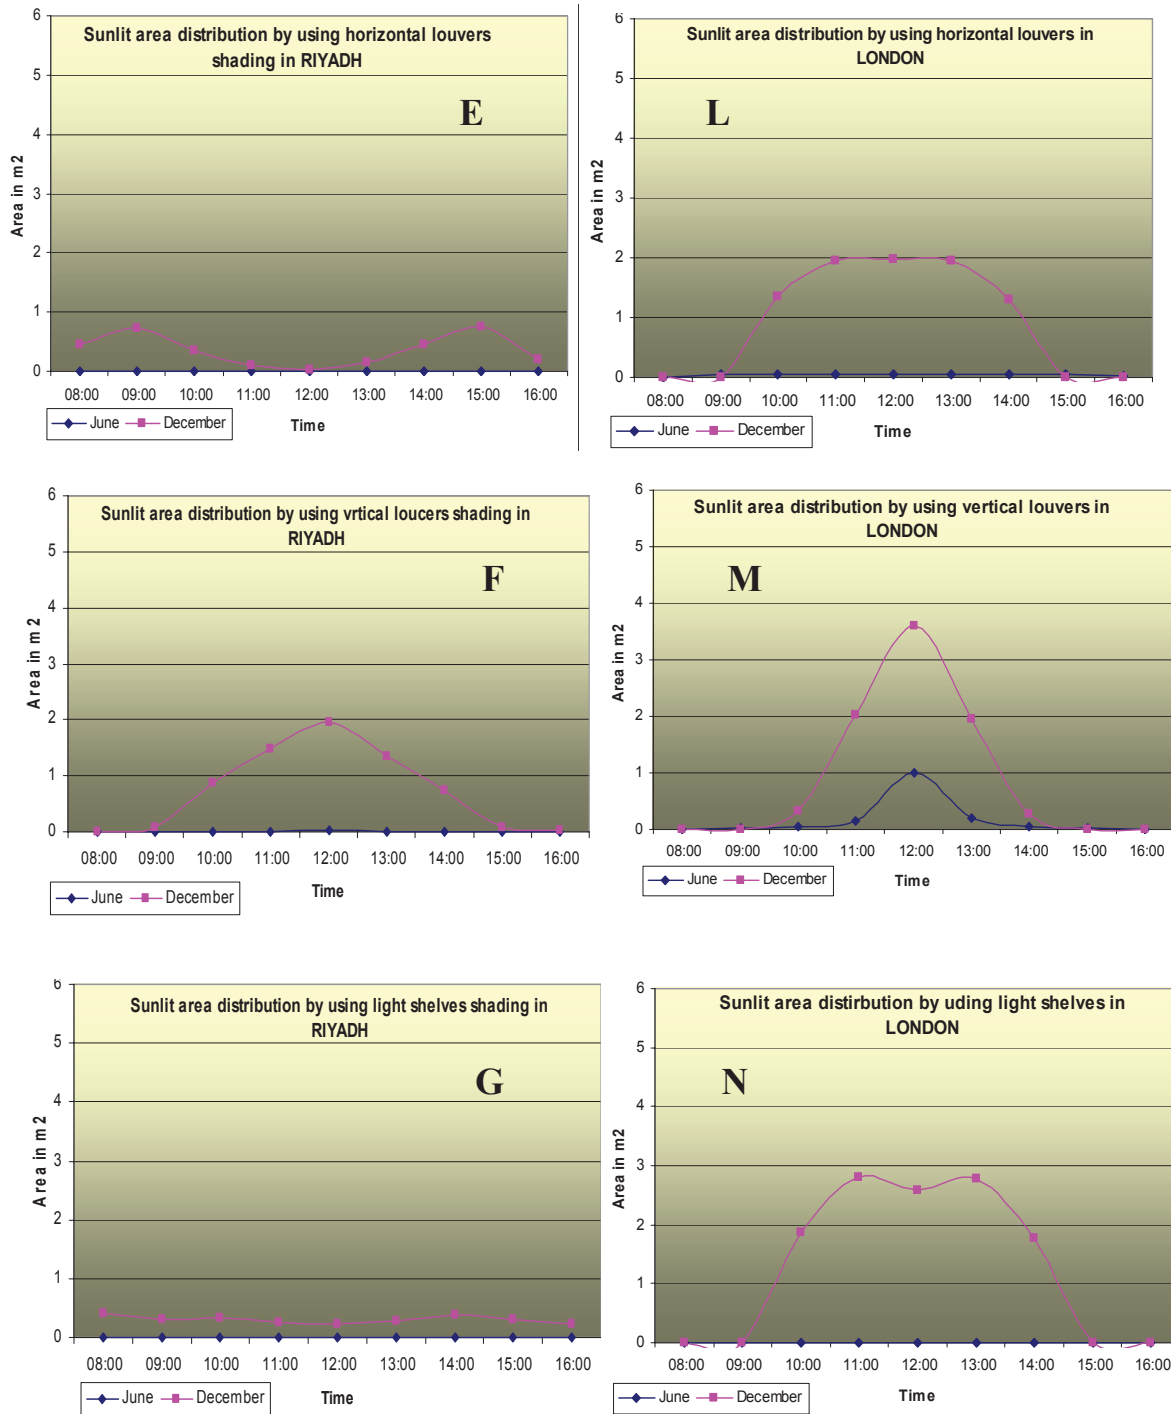 Sunlit area distribution by using horizontal louvers
shading in RIYADH
E
Area in m2
6
5
4
3
2
1
0
08:00 09:00 10:00 11:00 12:00 13:00 14:00 15:00 16:00
June December
Time
Sunlit area distribution by using horizontal louvers in
LONDON
L
Area in m2
6
5
4
3
2
1
0
08:00 09:00 10:00 11:00 12:00 13:00 14:00 15:00 16:00
June December
Time
Sunlit area distribution by using vrtical loucers shading in
RIYADH
F
Area in m 2
6
5
4
3
2
1
0
08:00 09:00 10:00 11:00 12:00 13:00 14:00 15:00 16:00
June December
Time
Sunlit area distribution by using vertical louvers in
LONDON
M
Area in m2
6
5
4
3
2
1
0
08:00 09:00 10:00 11:00 12:00 13:00 14:00 15:00 16:00
June December
Time
Sunlit area distribution by using light shelves shading in
RIYADH
G
Area in m2
6
5
4
3
2
1
0
08:00 09:00 10:00 11:00 12:00 13:00 14:00 15:00 16:00
June December
Time
Sunlit area distirbution by uding light shelves in
LONDON
N
Area in m2
6
5
4
3
2
1
0
08:00 09:00 10:00 11:00 12:00 13:00 14:00 15:00 16:00
June December
Time